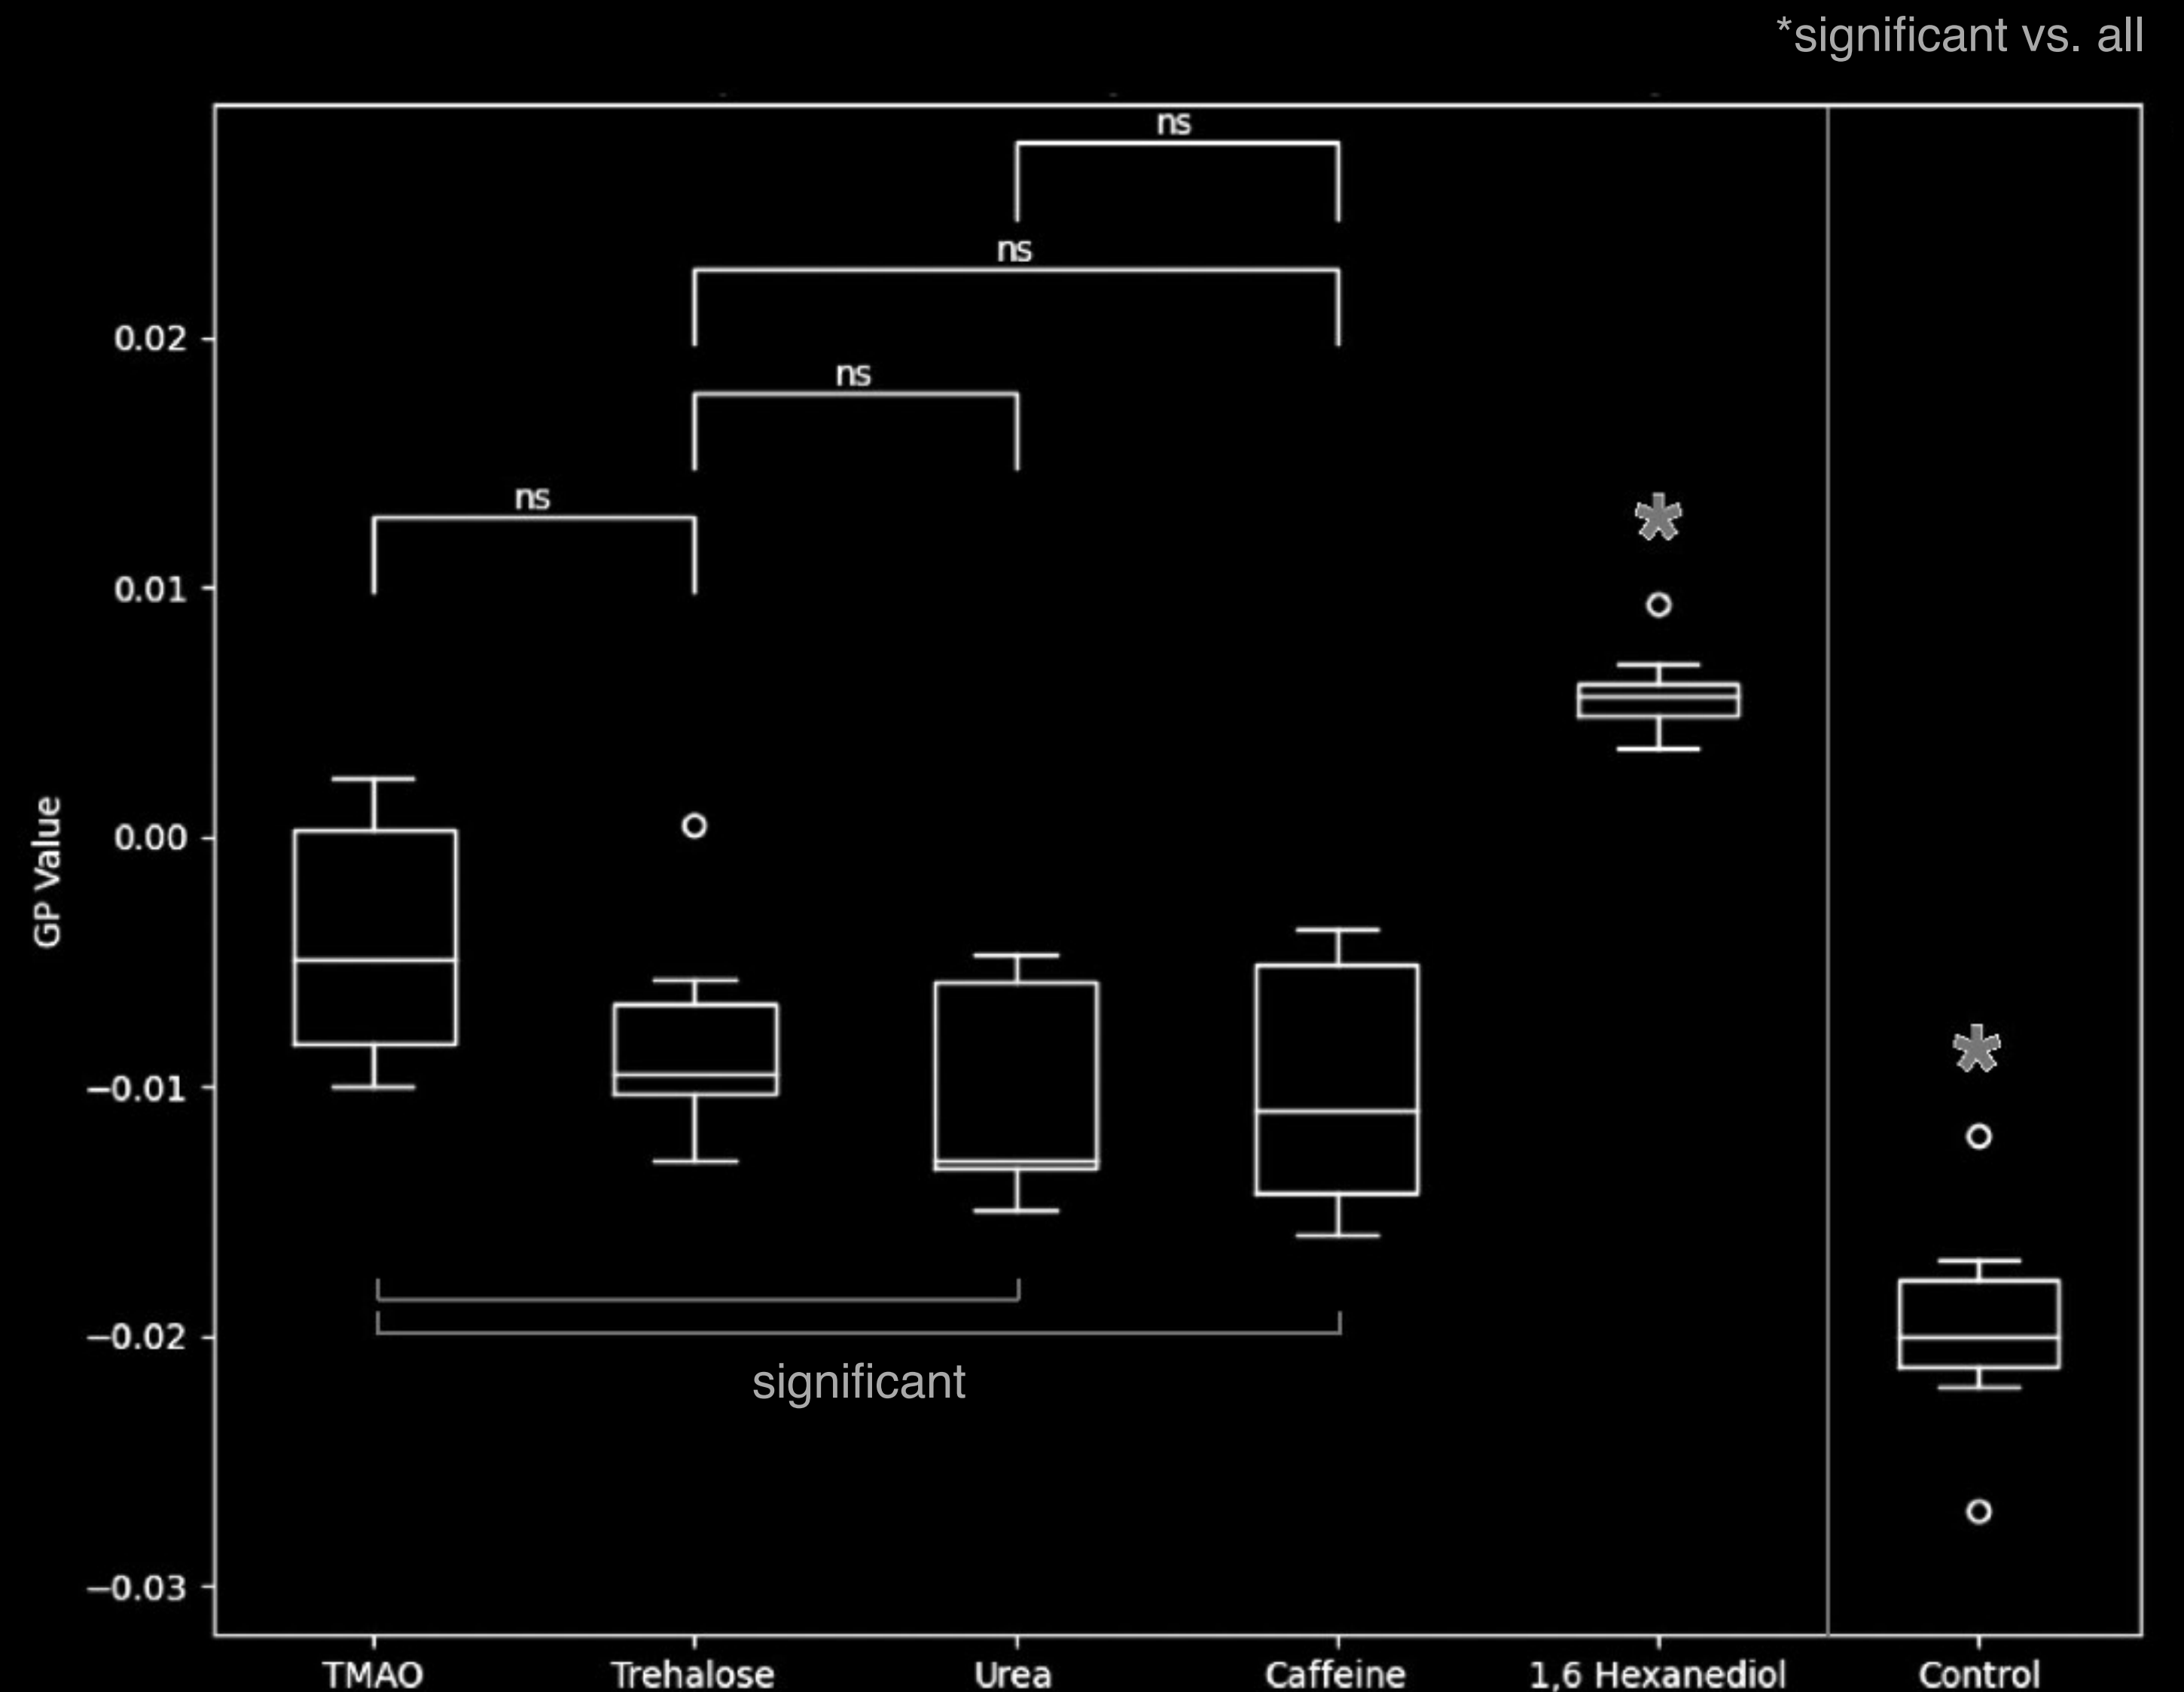 *significant vs. all
ns
ns
ns
ns
0.02
0.01
0.00
−0.01
−0.02
−0.03
GP Value
*
*
significant
TMAO
Trehalose
Urea
Caffeine
1,6 Hexanediol
Control